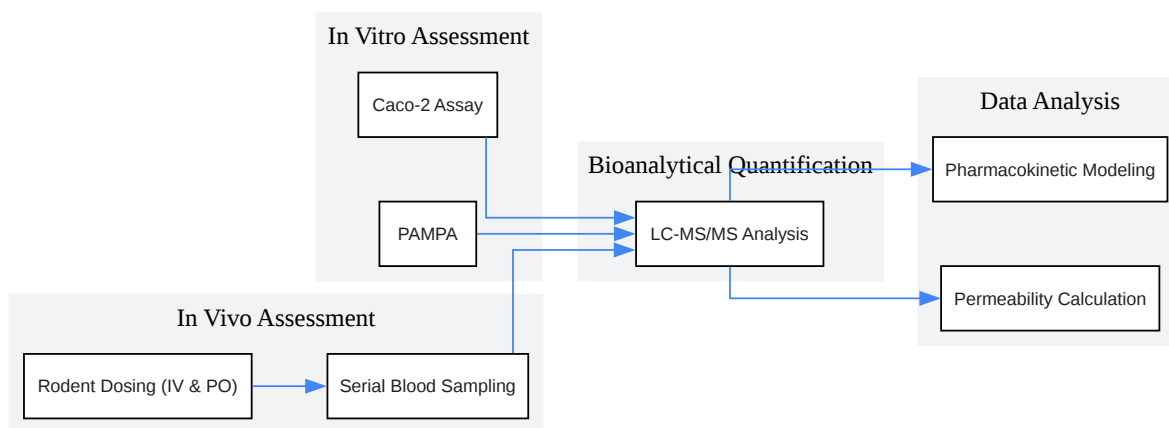 In Vitro Assessment
Caco-2 Assay
PAMPA
In Vivo Assessment
Rodent Dosing (IV & PO)
Serial Blood Sampling
Bioanalytical Quantification
LC-MS/MS Analysis
Data Analysis
Pharmacokinetic Modeling
Permeability Calculation